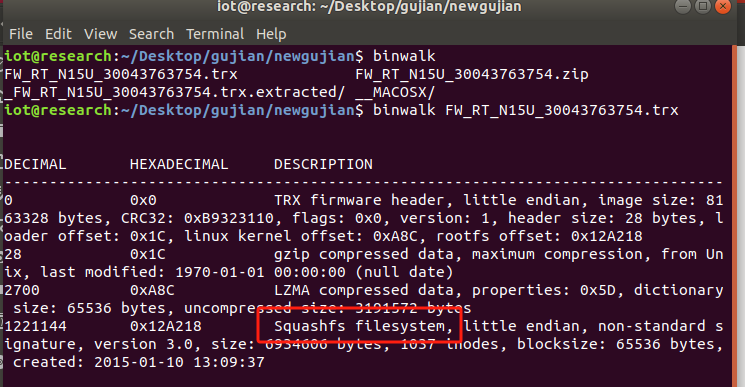 iot@research: ~/Desktop/gujian/newgujian
File Edit View Search Terminal Help
iot@research:~/Desktop/gujian/newgujian$ binwalk
FW_RT_N15U_30043763754.trx FW_RT_N15U_30043763754.zip
_FW_RT_N15U_30043763754.trx.extracted/ __MACOSX/
iot@research:~/Desktop/gujian/newgujian$ binwalk FW_RT_N15U_30043763754.trx
DECIMAL HEXADECIMAL DESCRIPTION
--------------------------------------------------------------------------------
0 0x0 TRX firmware header, little endian, image size: 81
63328 bytes, CRC32: 0xB9323110, flags: 0x0, version: 1, header size: 28 bytes, l
oader offset: 0x1C, linux kernel offset: 0xA8C, rootfs offset: 0x12A218
28 0x1C gzip compressed data, maximum compression, from Un
ix, last modified: 1970-01-01 00:00:00 (null date)
2700 0xA8C LZMA compressed data, properties: 0x5D, dictionary
size: 65536 bytes, uncompressed size: 3191572 bytes
1221144 0x12A218 Squashfs filesystem, little endian, non-standard s
ignature, version 3.0, size: 6934606 bytes, 1037 inodes, blocksize: 65536 bytes,
created: 2015-01-10 13:09:37